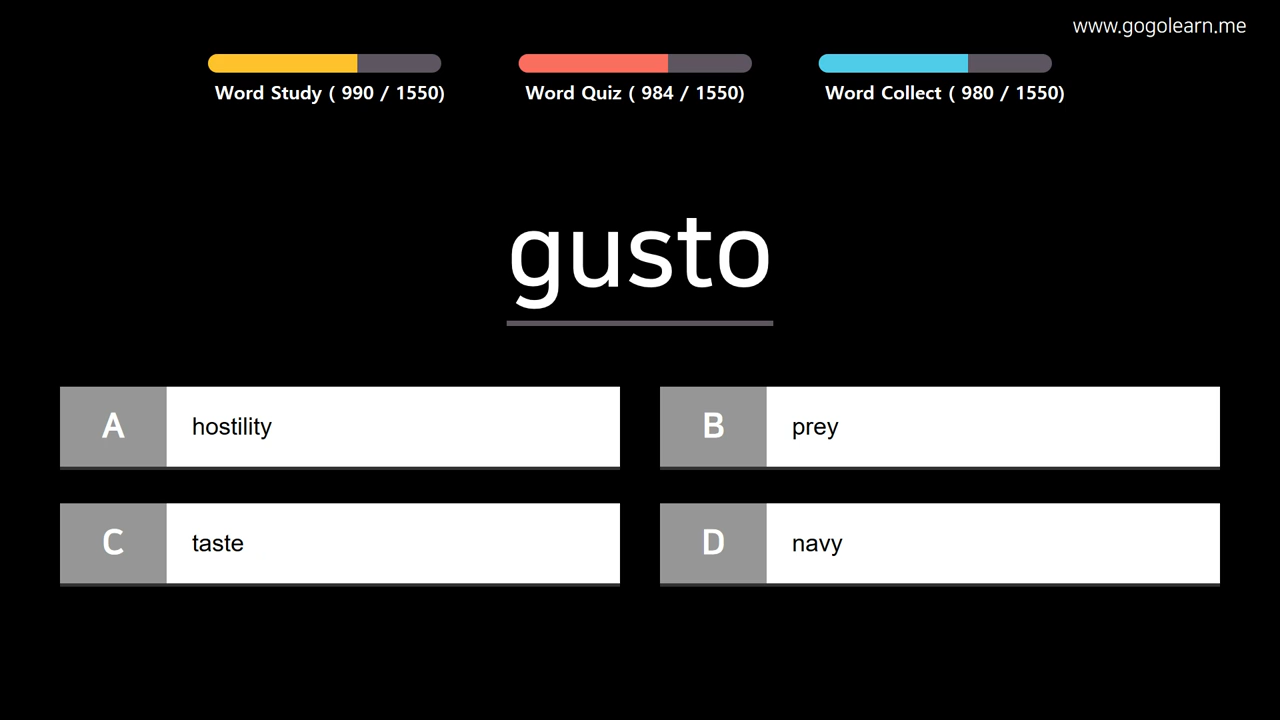 www.gogolearn.me
Word Study ( 990 / 1550)
Word Quiz ( 984 / 1550)
Word Collect ( 980 / 1550)
gusto
A hostility
B prey
C taste
D navy